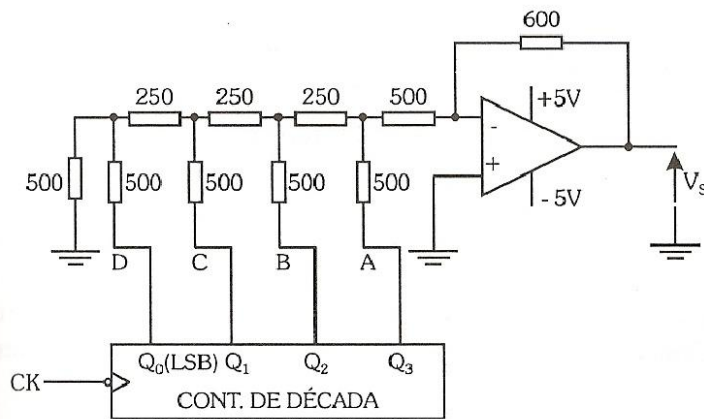 600
250 250 250 500
+5V
-
+
500 500 500 500 500
-5V
V_S
D C B A
Q₀(LSB) Q₁ Q₂ Q₃
CK
CONT. DE DÉCADA